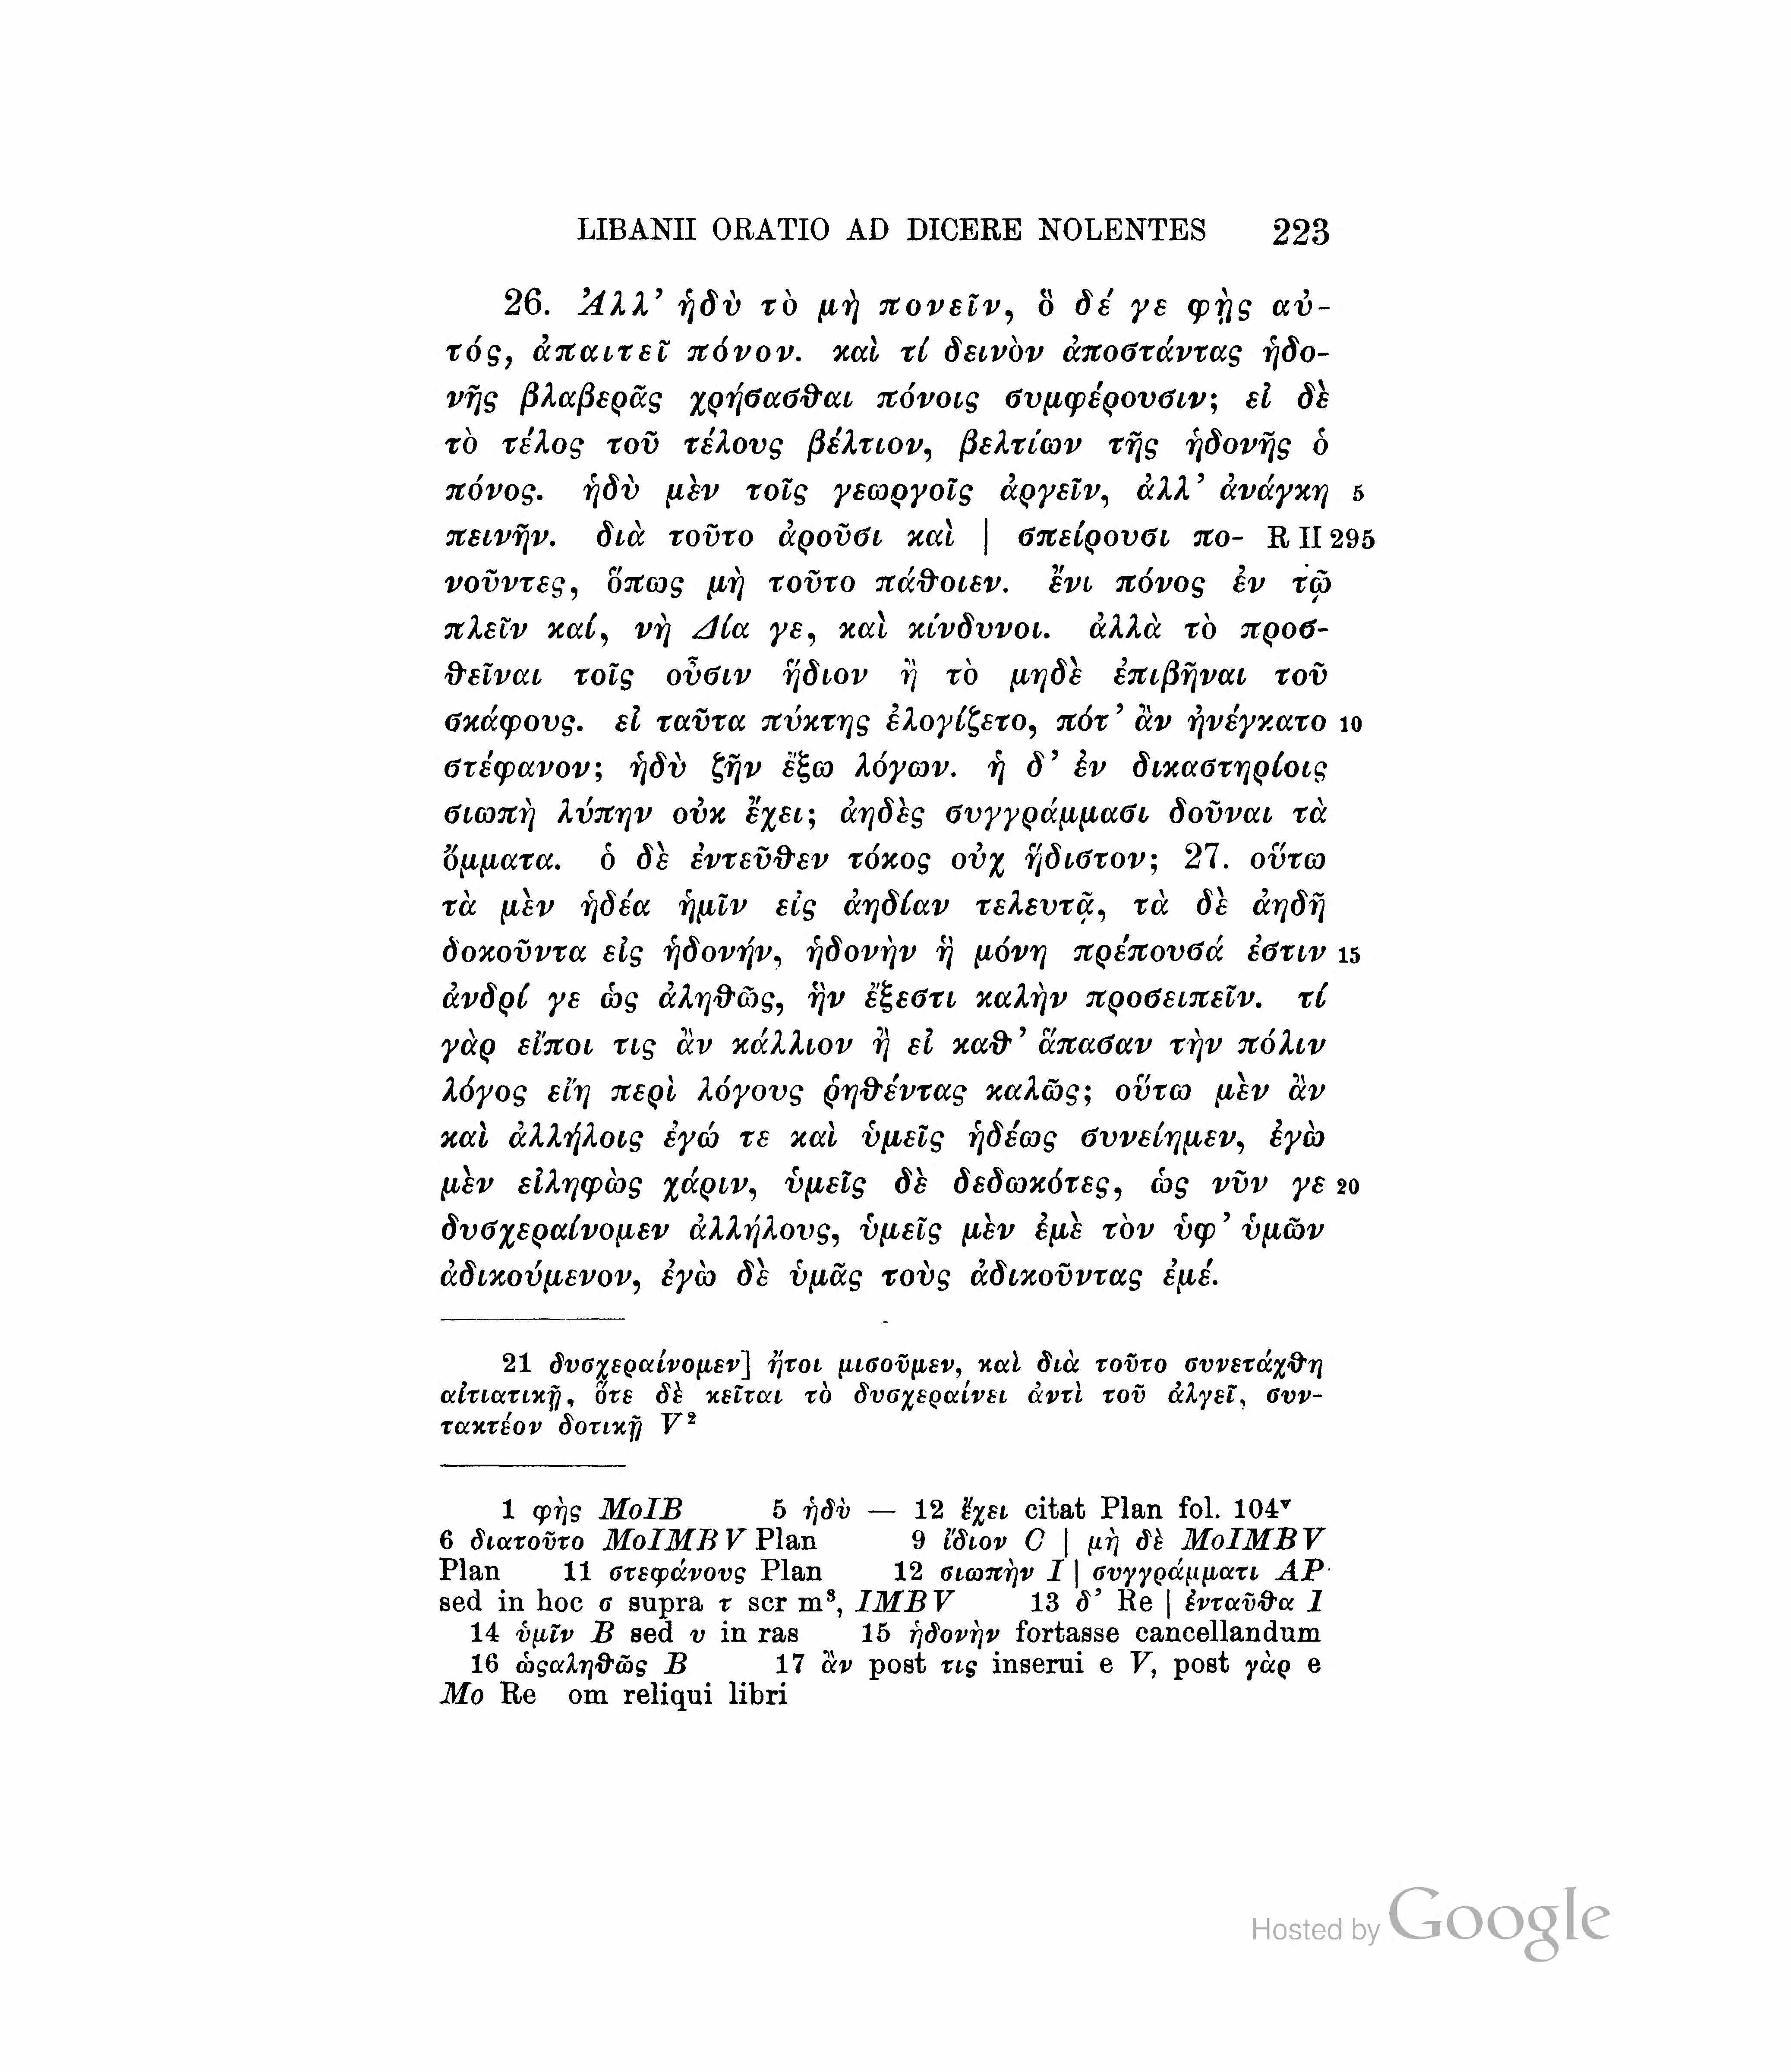 LIBANII ORATIO AD DICERE NOLENTES 223
26. Ἀλλ’ ἡδὺ τὸ μὴ πονεῖν, ὃ δέ γε φῂς αὐ-
τός, ἀπαιτεῖ πόνον. καὶ τί δεινὸν ἀποστάντας ἡδο-
νῆς βλαβερᾶς χρήσασθαι πόνοις συμφέρουσιν; εἰ δὲ
τὸ τέλος τοῦ τέλους βέλτιον, βελτίων τῆς ἡδονῆς ὁ
πόνος. ἡδὺ μὲν τοῖς γεωργοῖς ἀργεῖν, ἀλλ’ ἀνάγκη 5
πεινῆν. διὰ τοῦτο ἀροῦσι καὶ | σπείρουσι πο- R II 295
νοῦντες, ὅπως μὴ τοῦτο πάθοιεν. ἔνι πόνος ἐν τῷ
πλεῖν καί, νὴ Δία γε, καὶ κίνδυνοι. ἀλλὰ τὸ προσ-
θεῖναι τοῖς οὖσιν ἥδιον ἢ τὸ μηδὲ ἐπιβῆναι τοῦ
σκάφους. εἰ ταῦτα πύκτης ἐλογίζετο, πότ’ ἂν ἠνέγκατο 10
στέφανον; ἡδὺ ζῆν ἔξω λόγων. ἡ δ’ ἐν δικαστηρίοις
σιωπὴ λύπην οὐκ ἔχει; ἀηδὲς συγγράμμασι δοῦναι τὰ
ὄμματα. ὁ δὲ ἐντεῦθεν τόκος οὐχ ἥδιστον; 27. οὕτω
τὰ μὲν ἡδέα ἡμῖν εἰς ἀηδίαν τελευτᾷ, τὰ δὲ ἀηδῆ
δοκοῦντα εἰς ἡδονήν, ἡδονὴν ἣ μόνη πρέπουσά ἐστιν 15
ἀνδρί γε ὡς ἀληθῶς, ἣν ἔξεστι καλὴν προσειπεῖν. τί
γὰρ εἴποι τις ἂν κάλλιον ἢ εἰ καθ’ ἅπασαν τὴν πόλιν
λόγος εἴη περὶ λόγους ῥηθέντας καλῶς; οὕτω μὲν ἂν
καὶ ἀλλήλοις ἐγώ τε καὶ ὑμεῖς ἡδέως συνείημεν, ἐγὼ
μὲν εἰληφὼς χάριν, ὑμεῖς δὲ δεδωκότες, ὡς νῦν γε 20
δυσχεραίνομεν ἀλλήλους, ὑμεῖς μὲν ἐμὲ τὸν ὑφ’ ὑμῶν
ἀδικούμενον, ἐγὼ δὲ ὑμᾶς τοὺς ἀδικοῦντας ἐμέ.
21 δυσχεραίνομεν] ἤτοι μισοῦμεν, καὶ διὰ τοῦτο συνετάχθη
αἰτιατικῇ, ὅτε δὲ κεῖται τὸ δυσχεραίνει ἀντὶ τοῦ ἀλγεῖ, συν-
τακτέον δοτικῇ V²
1 φὴς MoIB 5 ἡδὺ — 12 ἔχει citat Plan fol. 104ᵛ
6 διατοῦτο MoIMBV Plan 9 ἴδιον C | μὴ δὲ MoIMBV
Plan 11 στεφάνους Plan 12 σιωπὴν I | συγγράμματι AP
sed in hoc σ supra τ scr m³, IMBV 13 δ’ Re | ἐνταῦθα I
14 ὑμῖν B sed υ in ras 15 ἡδονὴν fortasse cancellandum
16 ὡςαληθῶς B 17 ἂν post τις inserui e V, post γὰρ e
Mo Re om reliqui libri
Hosted by Google